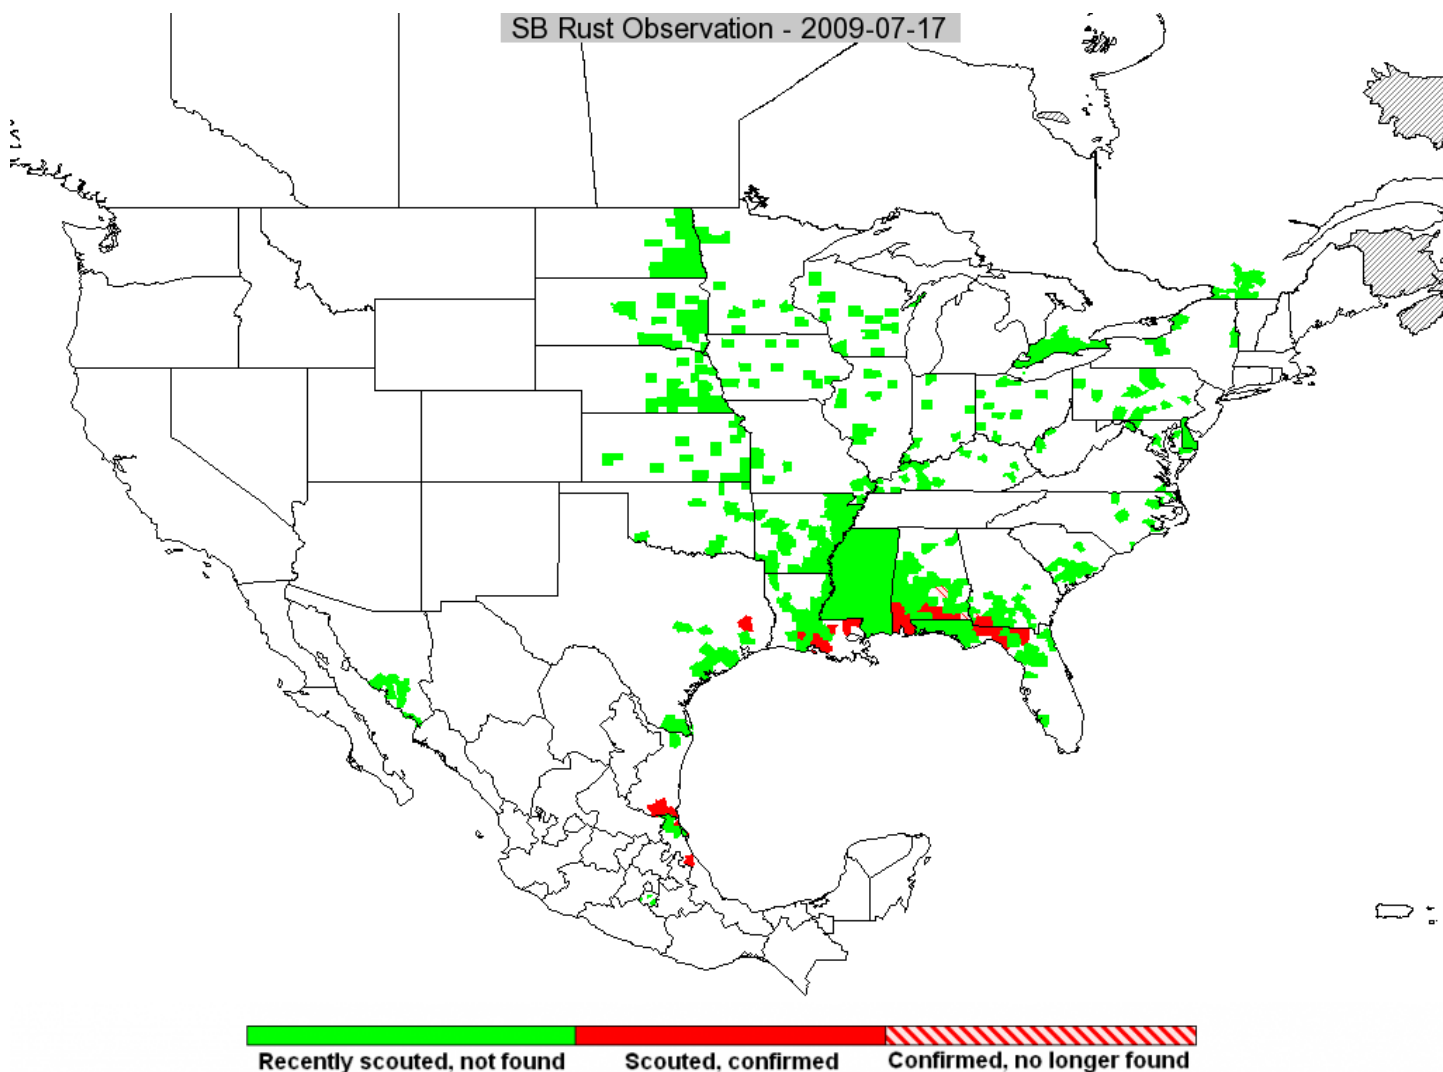 SB Rust Observation - 2009-07-17
Recently scouted, not found
Scouted, confirmed
Confirmed, no longer found